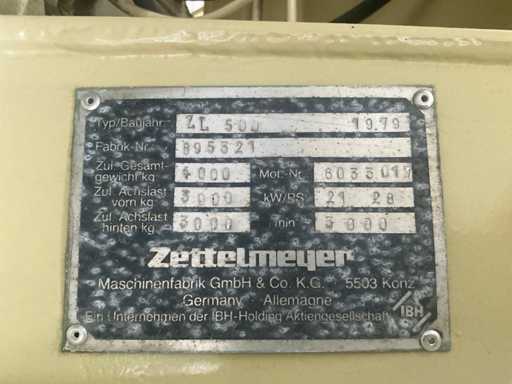 Typ/Baujahr ZL 500 1979
Fabrik-Nr. 895321
Zul. Gesamt- 4000 Mot.-Nr. 6033017
gewicht kg
Zul. Achslast 3000 kW/PS 21 28
vorn kg
Zul. Achslast 3000 /min 3000
hinten kg
Zettelmeyer
Maschinenfabrik GmbH & Co. K.G. 5503 Konz
Germany Allemagne
Ein Unternehmen der IBH-Holding Aktiengesellschaft
IBH